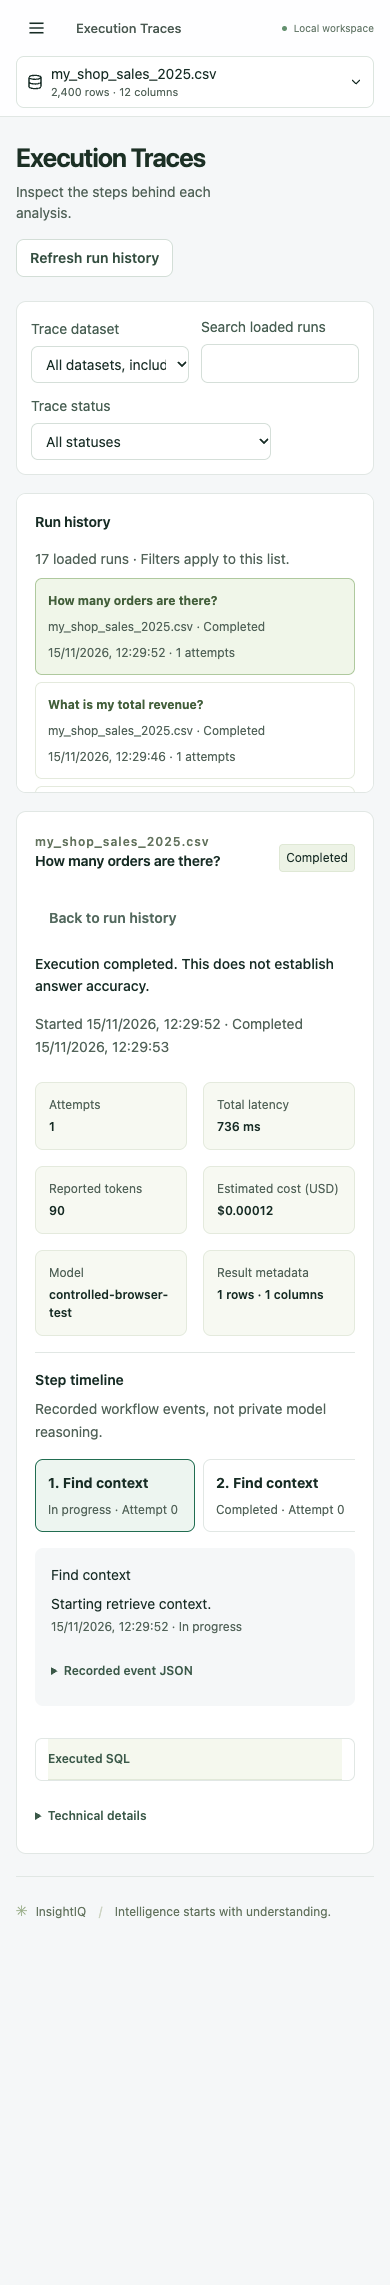 Execution Traces
Local workspace
my_shop_sales_2025.csv
2,400 rows · 12 columns
Execution Traces
Inspect the steps behind each
analysis.
Refresh run history
Trace dataset
Search loaded runs
All datasets, includ
Trace status
All statuses
Run history
17 loaded runs · Filters apply to this list.
How many orders are there?
my_shop_sales_2025.csv · Completed
15/11/2026, 12:29:52 · 1 attempts
What is my total revenue?
my_shop_sales_2025.csv · Completed
15/11/2026, 12:29:46 · 1 attempts
my_shop_sales_2025.csv
How many orders are there?
Completed
Back to run history
Execution completed. This does not establish
answer accuracy.
Started 15/11/2026, 12:29:52 · Completed
15/11/2026, 12:29:53
Attempts
1
Total latency
736 ms
Reported tokens
90
Estimated cost (USD)
$0.00012
Model
controlled-browser-
test
Result metadata
1 rows · 1 columns
Step timeline
Recorded workflow events, not private model
reasoning.
1. Find context
In progress · Attempt 0
2. Find context
Completed · Attempt 0
Find context
Starting retrieve context.
15/11/2026, 12:29:52 · In progress
Recorded event JSON
Executed SQL
Technical details
InsightIQ / Intelligence starts with understanding.